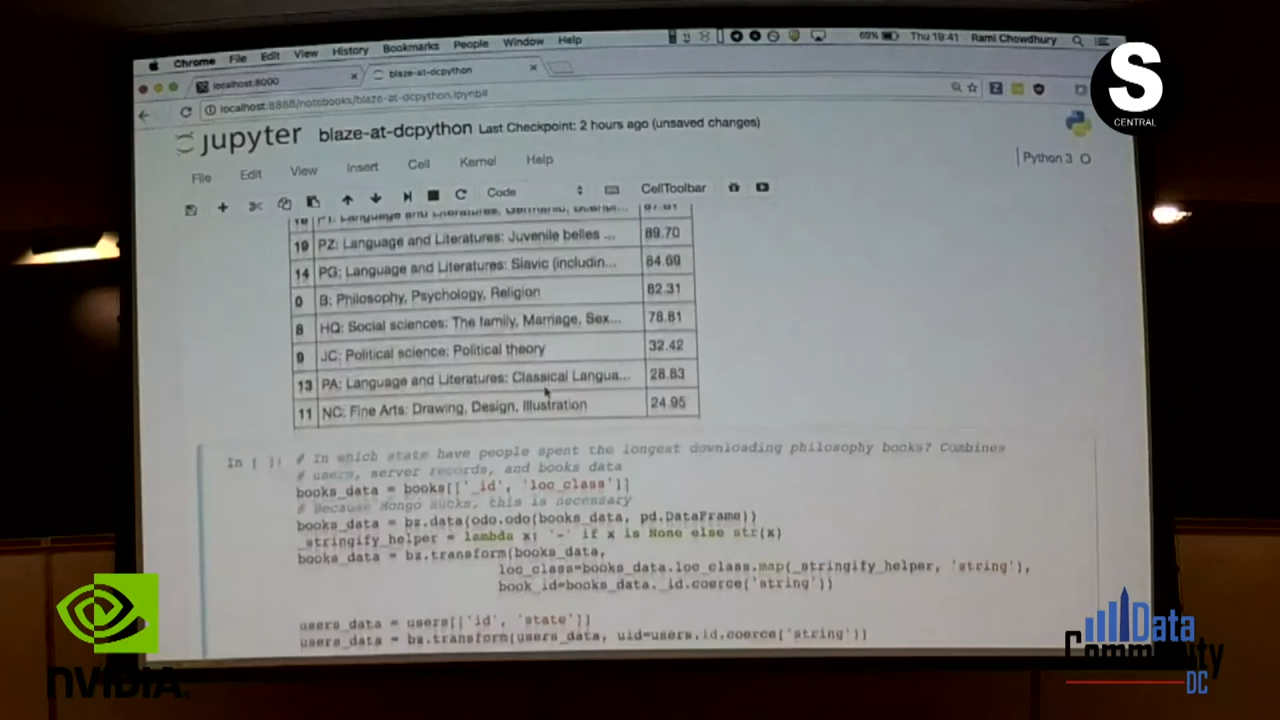 Chrome File Edit View History Bookmarks People Window Help 69% Thu 19:41 Rami Chowdhury
localhost:8000
blaze-at-dcpython
localhost:8888/notebooks/blaze-at-dcpython.ipynb#
S
CENTRAL
jupyter blaze-at-dcpython Last Checkpoint: 2 hours ago (unsaved changes)
File Edit View Insert Cell Kernel Help
Python 3
Code
CellToolbar
19 PZ: Language and Literatures: Juvenile belles ... 89.70
14 PG: Language and Literatures: Slavic (includin... 84.69
0 B: Philosophy, Psychology, Religion 82.31
8 HQ: Social sciences: The family, Marriage, Sex... 78.81
9 JC: Political science: Political theory 32.42
13 PA: Language and Literatures: Classical Langua... 28.83
11 NC: Fine Arts: Drawing, Design, Illustration 24.95
In [ ]: # In which state have people spent the longest downloading philosophy books? Combines
# users, server records, and books data
books_data = books[['_id', 'loc_class']]
# Because Mongo sucks, this is necessary
books_data = bz.data(odo.odo(books_data, pd.DataFrame))
_stringify_helper = lambda x: '-' if x is None else str(x)
books_data = bz.transform(books_data,
loc_class=books_data.loc_class.map(_stringify_helper, 'string'),
book_id=books_data._id.coerce('string'))
users_data = users[['id', 'state']]
users_data = bz.transform(users_data, uid=users.id.coerce('string'))
NVIDIA.
Data
Community
DC